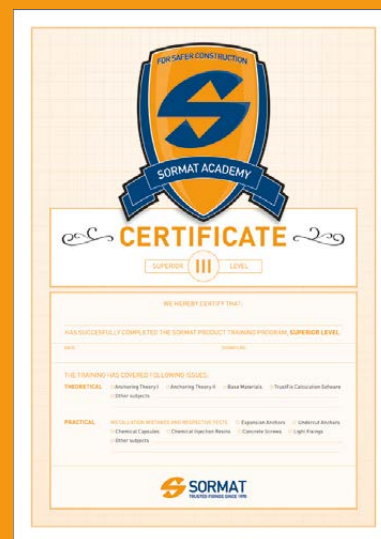 FOR SAFER CONSTRUCTION
SORMAT ACADEMY
CERTIFICATE
SUPERIOR III LEVEL
WE HEREBY CERTIFY THAT:
HAS SUCCESFULLY COMPLETED THE SORMAT PRODUCT TRAINING PROGRAM, SUPERIOR LEVEL.
DATE SIGNATURE
THE TRAINING HAS COVERED FOLLOWING ISSUES:
THEORETICAL Anchoring Theory I Anchoring Theory II Base Materials TrustFix Calculation Software
Other subjects
PRACTICAL INSTALLATION METHODS AND RESPECTIVE TESTS Expansion Anchors Undercut Anchors
Chemical Capsules Chemical Injection Resins Concrete Screws Light Fixings
Other subjects
SORMAT
TRUSTED FIXINGS SINCE 1970